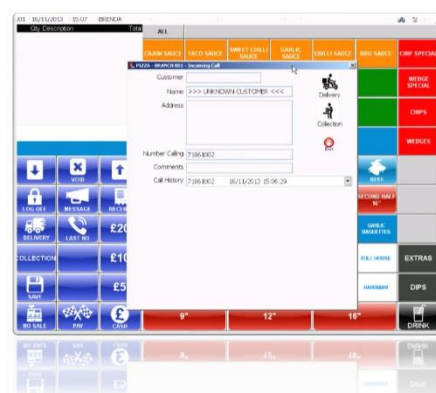 001 16/11/2013 15:07 BRENDA
Qty Description Total
ALL
CAJUN SAUCE TACO SAUCE SWEET CHILLI SAUCE GARLIC SAUCE CHILLI SAUCE BBQ SAUCE CHIP SPECIAL
PIZZA - BRANCH 001 - Incoming Call
Customer
Name >>> UNKNOWN CUSTOMER <<<
Delivery
WEDGE SPECIAL
Address
Collection
CHIPS
WEDGES
Number Calling 71861002
Comments
Call History 71861002 16/11/2013 15:06:29
VOID
BEEF
LOG OFF MESSAGE
SECOND HALF 16"
DELIVERY LAST NO £20
GARLIC BAGUETTES
COLLECTION £10
FULL HOUSE EXTRAS
SAVE £5
HAWAIIAN DIPS
NO SALE PAY CASH 9" 12" 16" DRINK